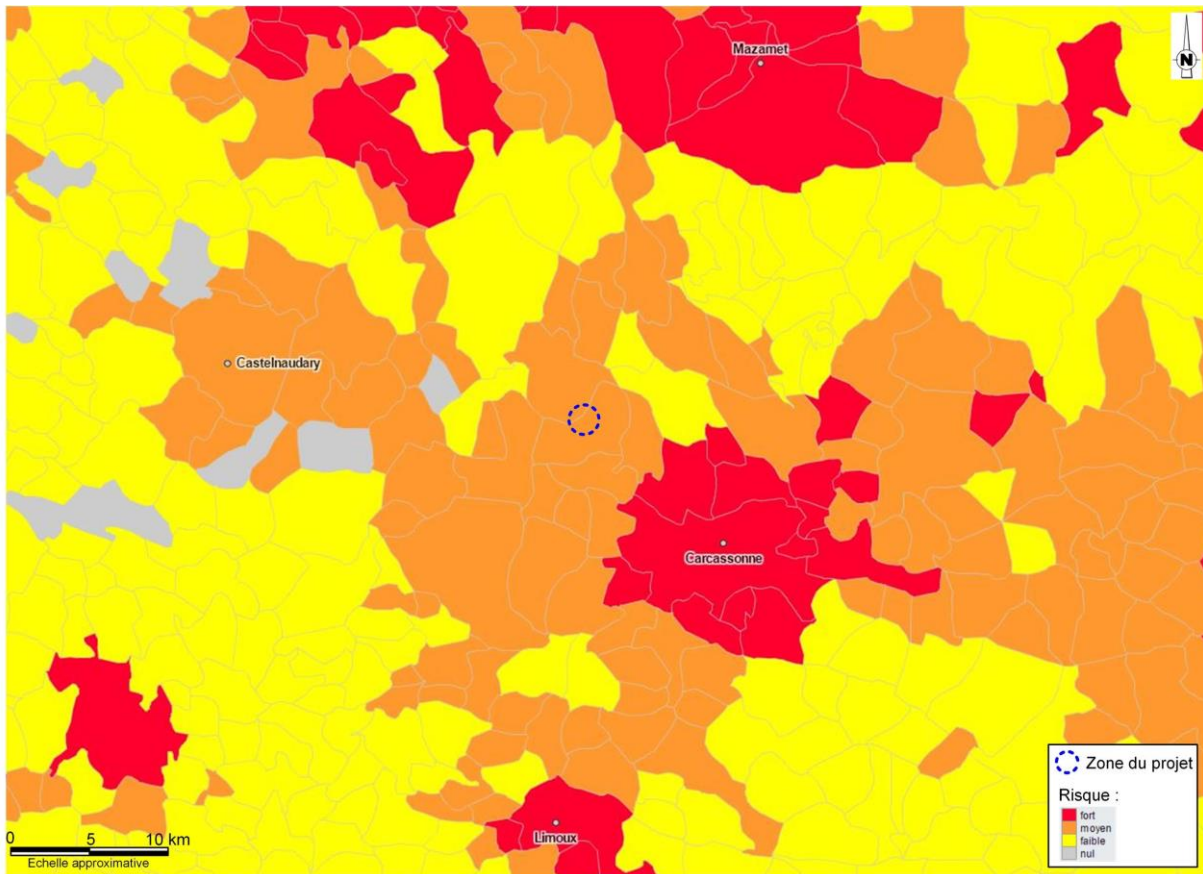 Mazamet
N
Castelnaudary
Carcassonne
Limoux
0 5 10 km
Echelle approximative
Zone du projet
Risque :
fort
moyen
faible
nul